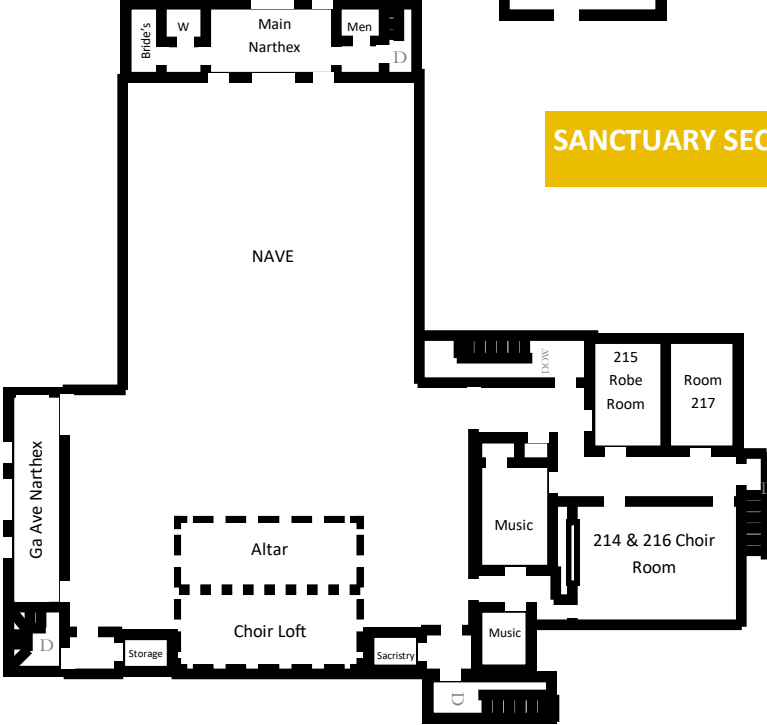 Bride's
W
Main
Narthex
Men
D
SANCTUARY SEC
NAVE
DOW
215
Robe
Room
Room
217
Ga Ave Narthex
Music
214 & 216 Choir
Room
Altar
Choir Loft
D
Storage
Sacristry
Music
D